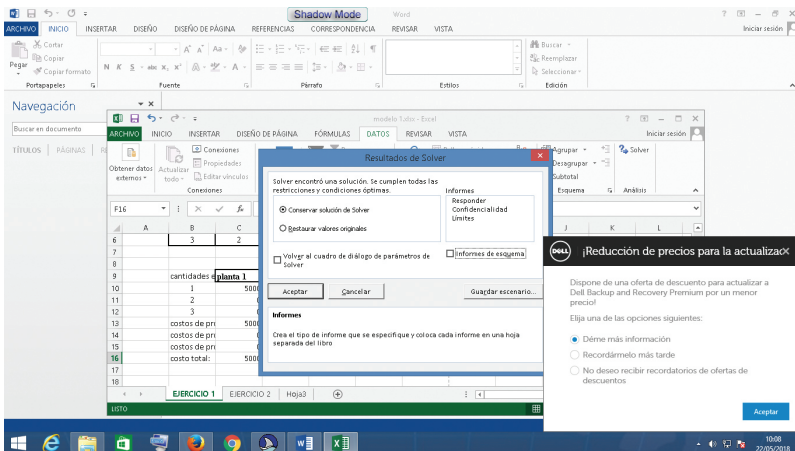 Shadow Mode
Word
ARCHIVO INICIO INSERTAR DISEÑO DISEÑO DE PÁGINA REFERENCIAS CORRESPONDENCIA REVISAR VISTA
Iniciar sesión
Cortar
Copiar
Copiar formato
Pegar
N K S abc x₂ x² A
Aa
Buscar
Reemplazar
Seleccionar
Portapapeles Fuente Párrafo Estilos Edición
Navegación
Buscar en documento
TÍTULOS PÁGINAS
modelo 1.xlsx - Excel
ARCHIVO INICIO INSERTAR DISEÑO DE PÁGINA FÓRMULAS DATOS REVISAR VISTA
Iniciar sesión
Obtener datos externos
Actualizar todo
Conexiones
Propiedades
Editar vínculos
Conexiones
Agrupar
Desagrupar
Subtotal
Esquema
Solver
Análisis
F16
fx
A B C J K L
6 3 2
7
8
9 cantidades e planta 1
10 1 5000
11 2
12 3
13 costos de pro 5000
14 costos de pro
15 costos de pro
16 costo total: 5000
17
18
EJERCICIO 1 EJERCICIO 2 Hoja3
LISTO
Resultados de Solver
Solver encontró una solución. Se cumplen todas las
restricciones y condiciones óptimas.
Informes
Responder
Confidencialidad
Límites
Conservar solución de Solver
Restaurar valores originales
Volver al cuadro de diálogo de parámetros de
Solver
Informes de esquema
Aceptar Cancelar Guardar escenario...
Informes
Crea el tipo de informe que se especifique y coloca cada informe en una hoja
separada del libro
DELL
¡Reducción de precios para la actualizac
Dispone de una oferta de descuento para actualizar a
Dell Backup and Recovery Premium por un menor
precio!
Elija una de las opciones siguientes:
Déme más información
Recordármelo más tarde
No deseo recibir recordatorios de ofertas de
descuentos
Aceptar
10:08
22/05/2018